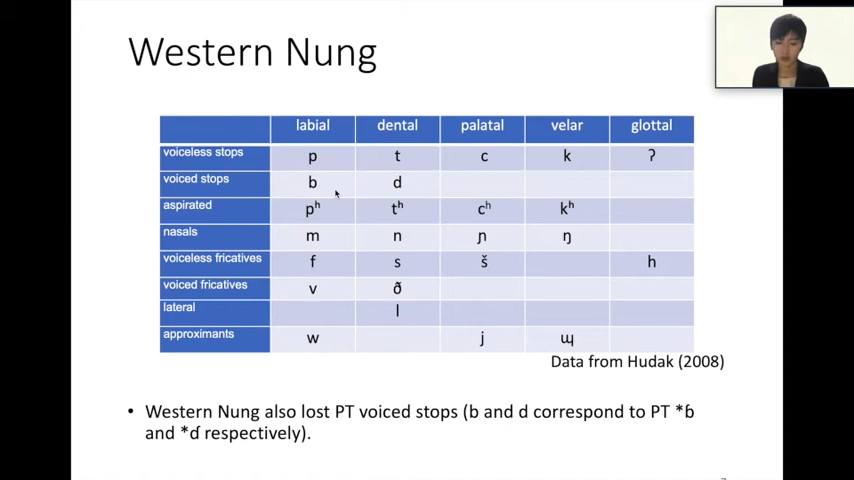 Western Nung
labial dental palatal velar glottal
voiceless stops p t c k ʔ
voiced stops b d
aspirated pʰ tʰ cʰ kʰ
nasals m n ɲ ŋ
voiceless fricatives f s š h
voiced fricatives v ð
lateral l
approximants w j ɰ
Data from Hudak (2008)
• Western Nung also lost PT voiced stops (b and d correspond to PT *ɓ
and *ɗ respectively).